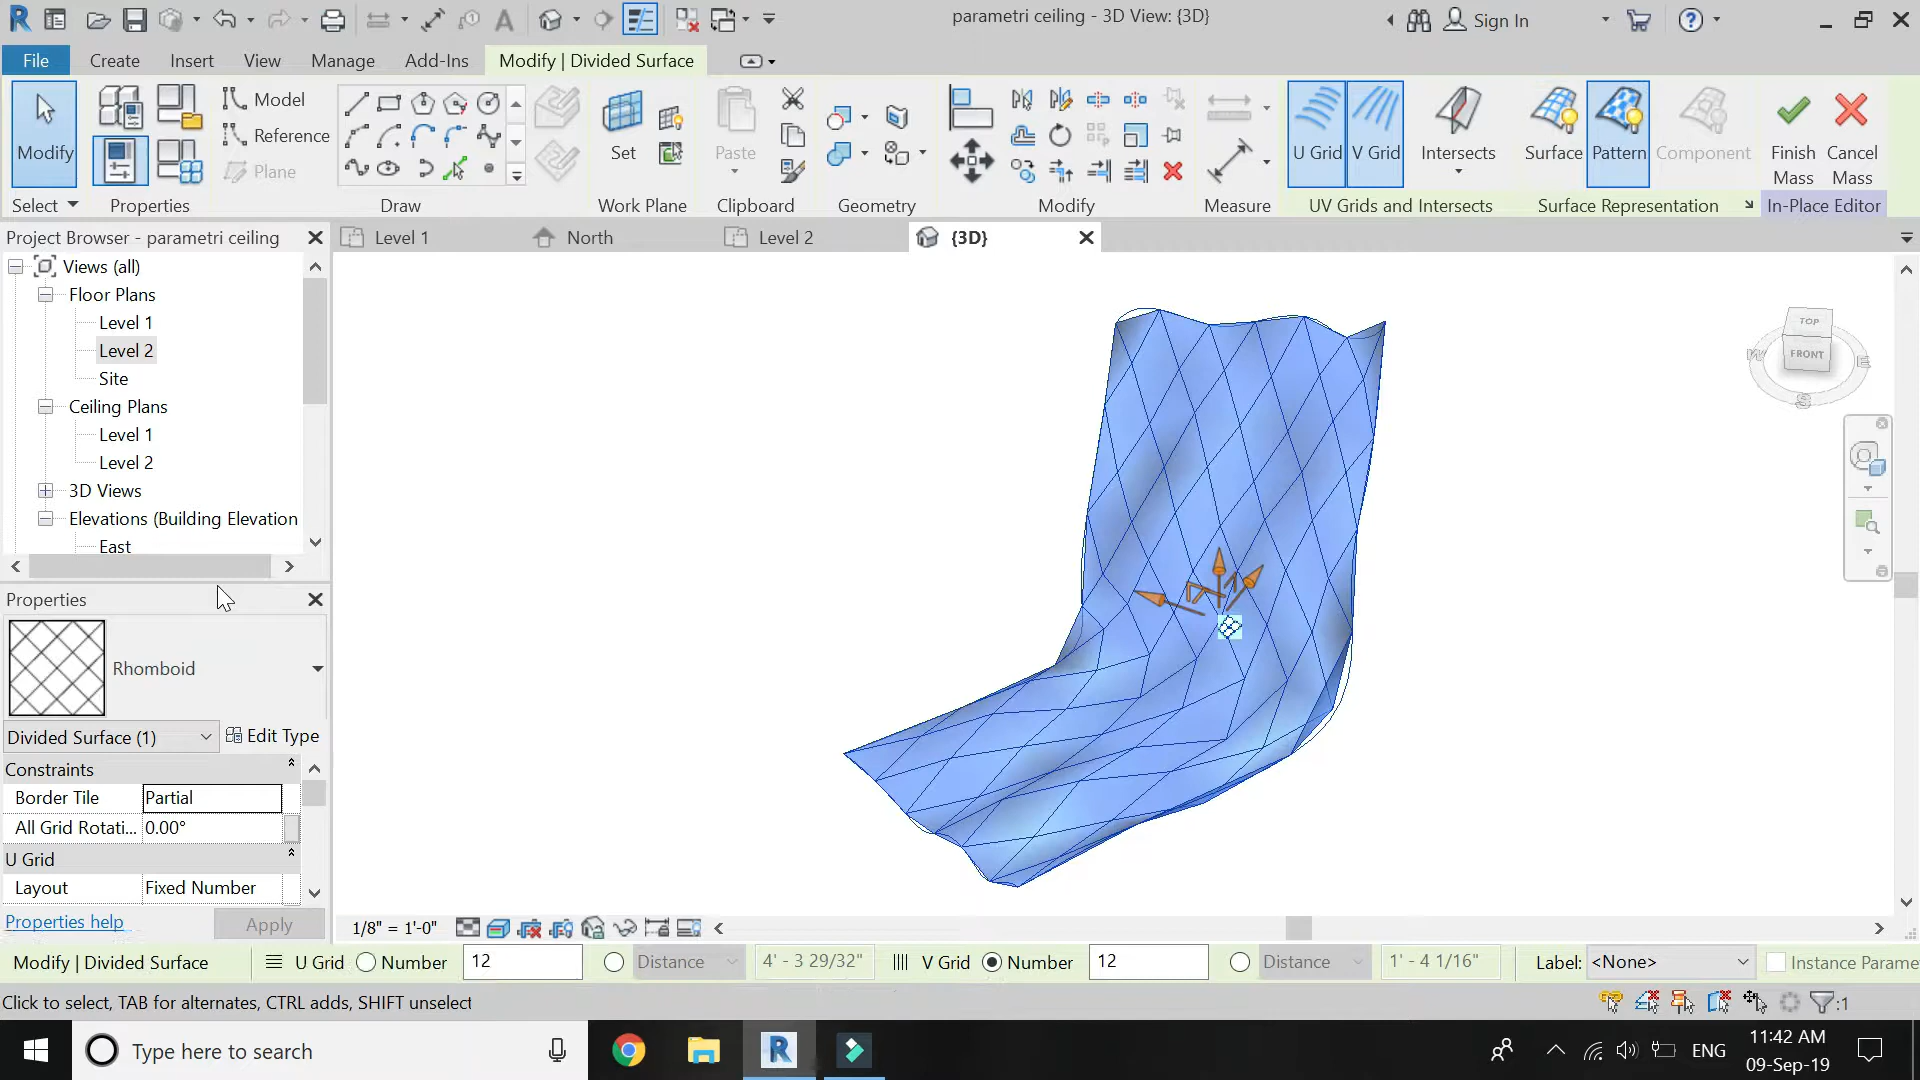 parametri ceiling - 3D View: {3D}
Sign In
File
Create
Insert
View
Manage
Add-Ins
Modify | Divided Surface
Modify
Model
Reference
Plane
Set
Paste
U Grid
V Grid
Intersects
Surface
Pattern
Component
Finish
Mass
Cancel
Mass
Select
Properties
Draw
Work Plane
Clipboard
Geometry
Modify
Measure
UV Grids and Intersects
Surface Representation
In-Place Editor
Project Browser - parametri ceiling
Level 1
North
Level 2
{3D}
Views (all)
Floor Plans
Level 1
Level 2
Site
Ceiling Plans
Level 1
Level 2
3D Views
Elevations (Building Elevation
East
TOP
FRONT
W
E
S
Properties
Rhomboid
Divided Surface (1)
Edit Type
Constraints
Border Tile
Partial
All Grid Rotati...
0.00°
U Grid
Layout
Fixed Number
Properties help
Apply
1/8" = 1'-0"
Modify | Divided Surface
U Grid
Number
12
Distance
4' - 3 29/32"
V Grid
Number
12
Distance
1' - 4 1/16"
Label:
<None>
Instance Parame
Click to select, TAB for alternates, CTRL adds, SHIFT unselect
:1
Type here to search
ENG
11:42 AM
09-Sep-19